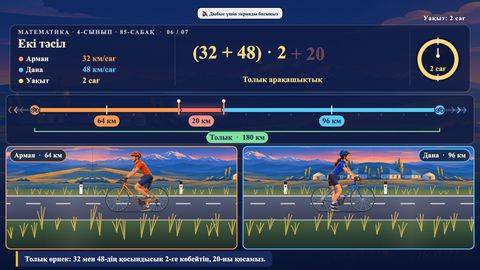 Дыбыс үшін экранды басыңыз
Уақыт: 2 сағ
МАТЕМАТИКА · 4-СЫНЫП · 85-САБАҚ · 06 / 07
Екі тәсіл
Арман 32 км/сағ
Дана 48 км/сағ
Уақыт 2 сағ
(32 + 48) · 2 + 20
Толық арақашықтық
2 сағ
64 км
20 км
96 км
Толық · 180 км
Арман · 64 км
Дана · 96 км
Толық өрнек: 32 мен 48-дің қосындысын 2-ге көбейтіп, 20-ны қосамыз.